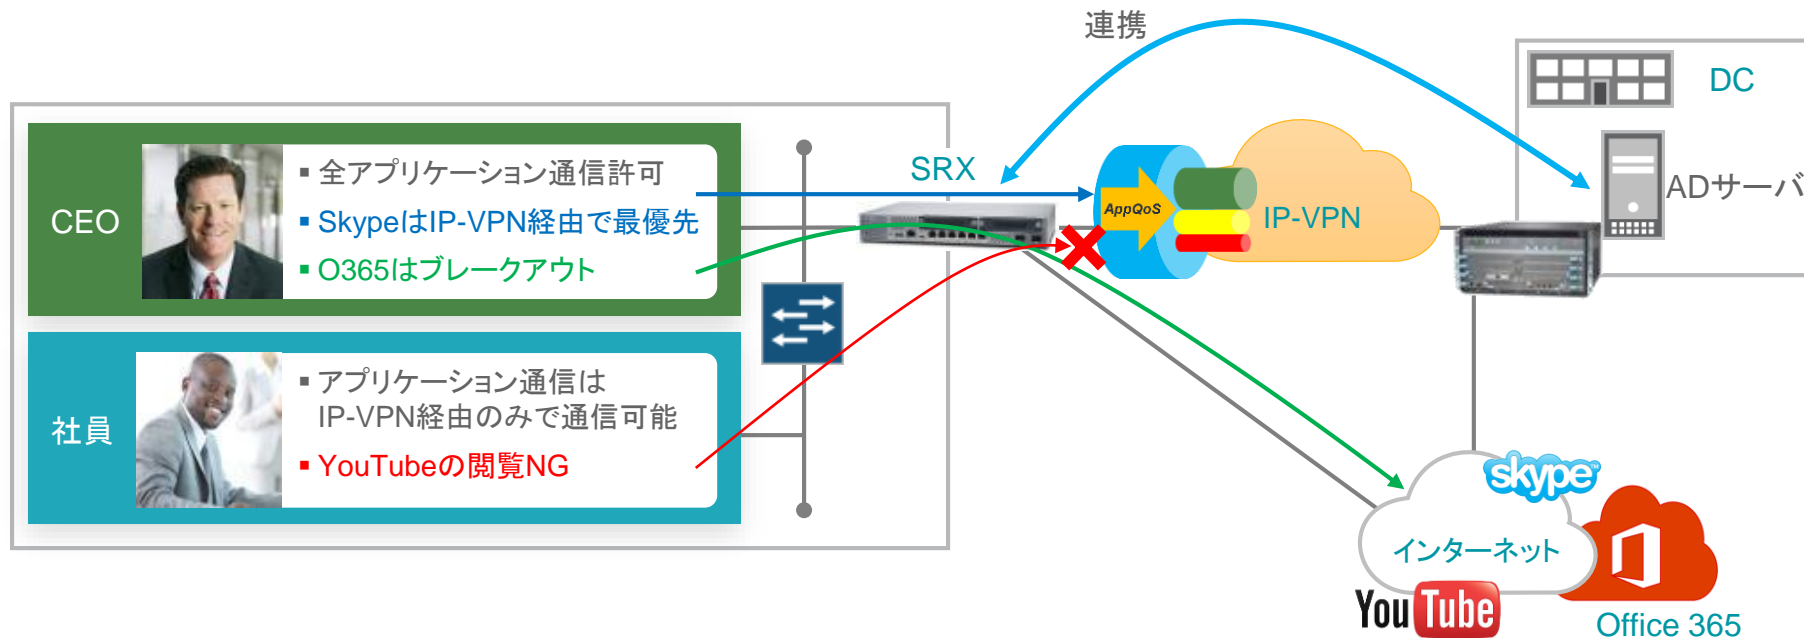 連携
DC
SRX
ADサーバ
CEO
▪ 全アプリケーション通信許可
▪ SkypeはIP-VPN経由で最優先
▪ O365はブレークアウト
AppQoS
IP-VPN
社員
▪ アプリケーション通信は
IP-VPN経由のみで通信可能
▪ YouTubeの閲覧NG
skype™
インターネット
YouTube
Office 365